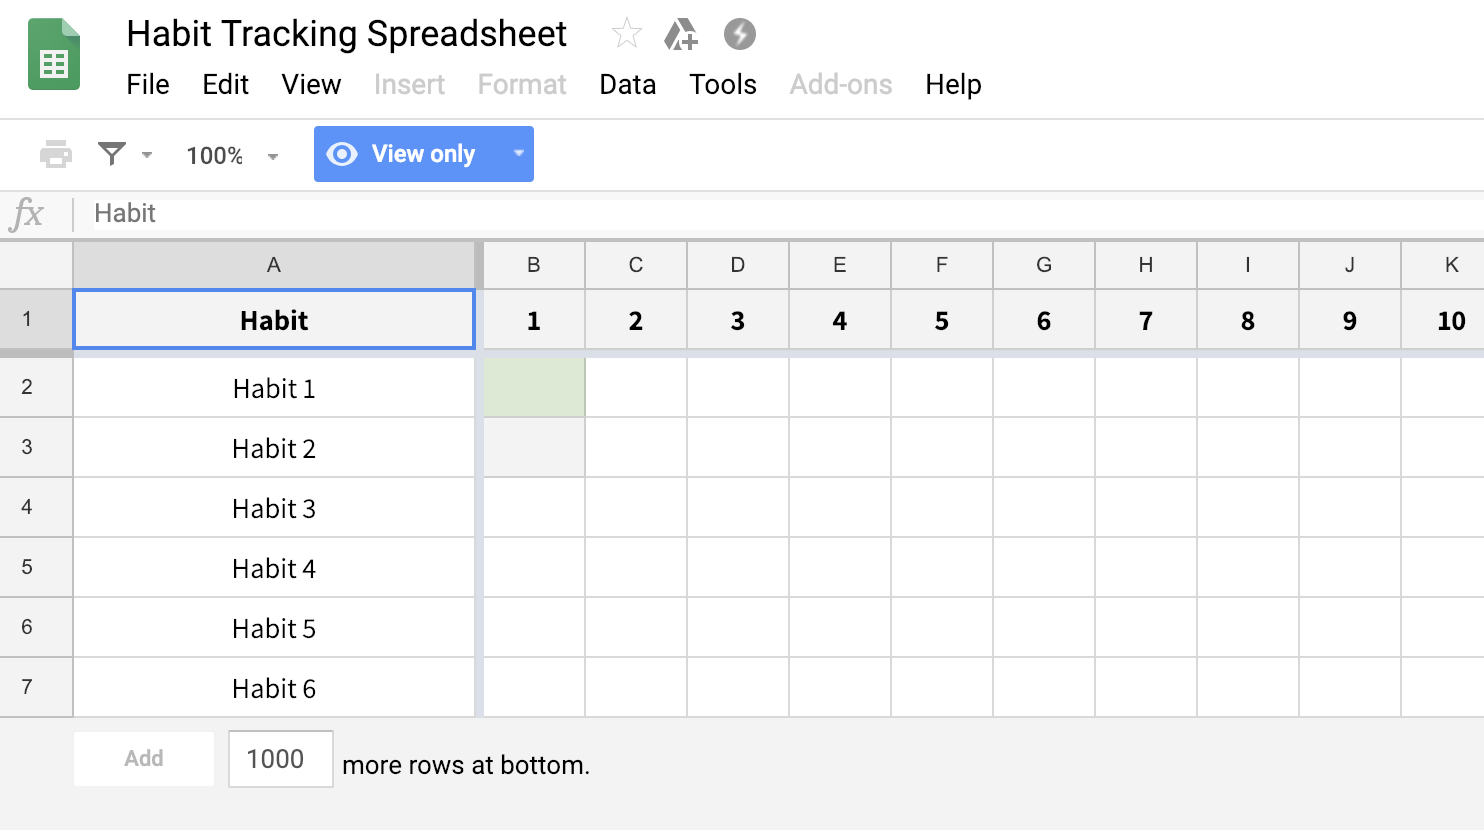 Habit Tracking Spreadsheet
File Edit View Insert Format Data Tools Add-ons Help
100% View only
fx Habit
A B C D E F G H I J K
1 Habit 1 2 3 4 5 6 7 8 9 10
2 Habit 1
3 Habit 2
4 Habit 3
5 Habit 4
6 Habit 5
7 Habit 6
Add 1000 more rows at bottom.